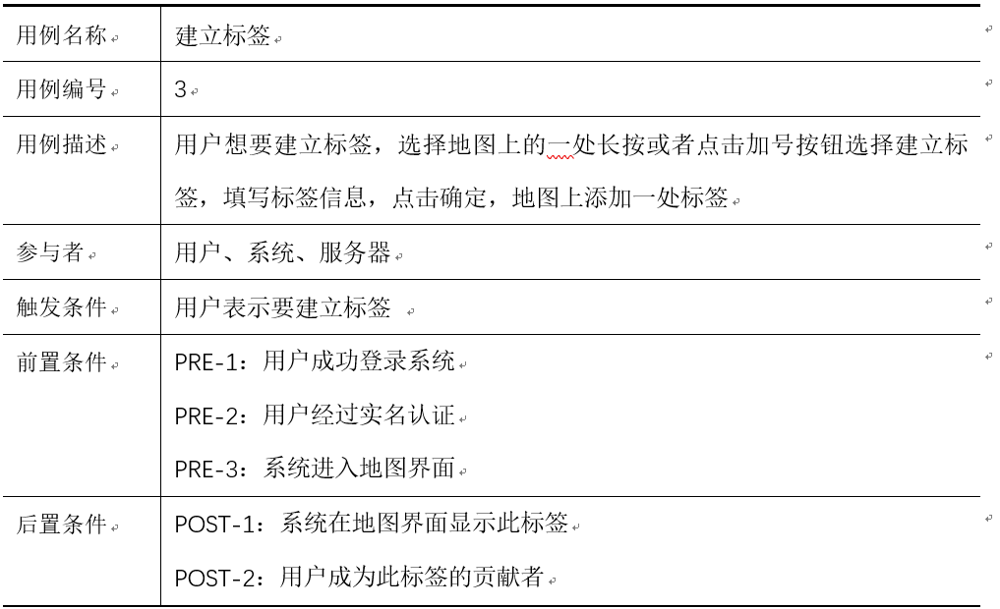 用例名称 建立标签
用例编号 3
用例描述 用户想要建立标签，选择地图上的一处长按或者点击加号按钮选择建立标
签，填写标签信息，点击确定，地图上添加一处标签
参与者 用户、系统、服务器
触发条件 用户表示要建立标签
前置条件 PRE-1：用户成功登录系统
PRE-2：用户经过实名认证
PRE-3：系统进入地图界面
后置条件 POST-1：系统在地图界面显示此标签
POST-2：用户成为此标签的贡献者